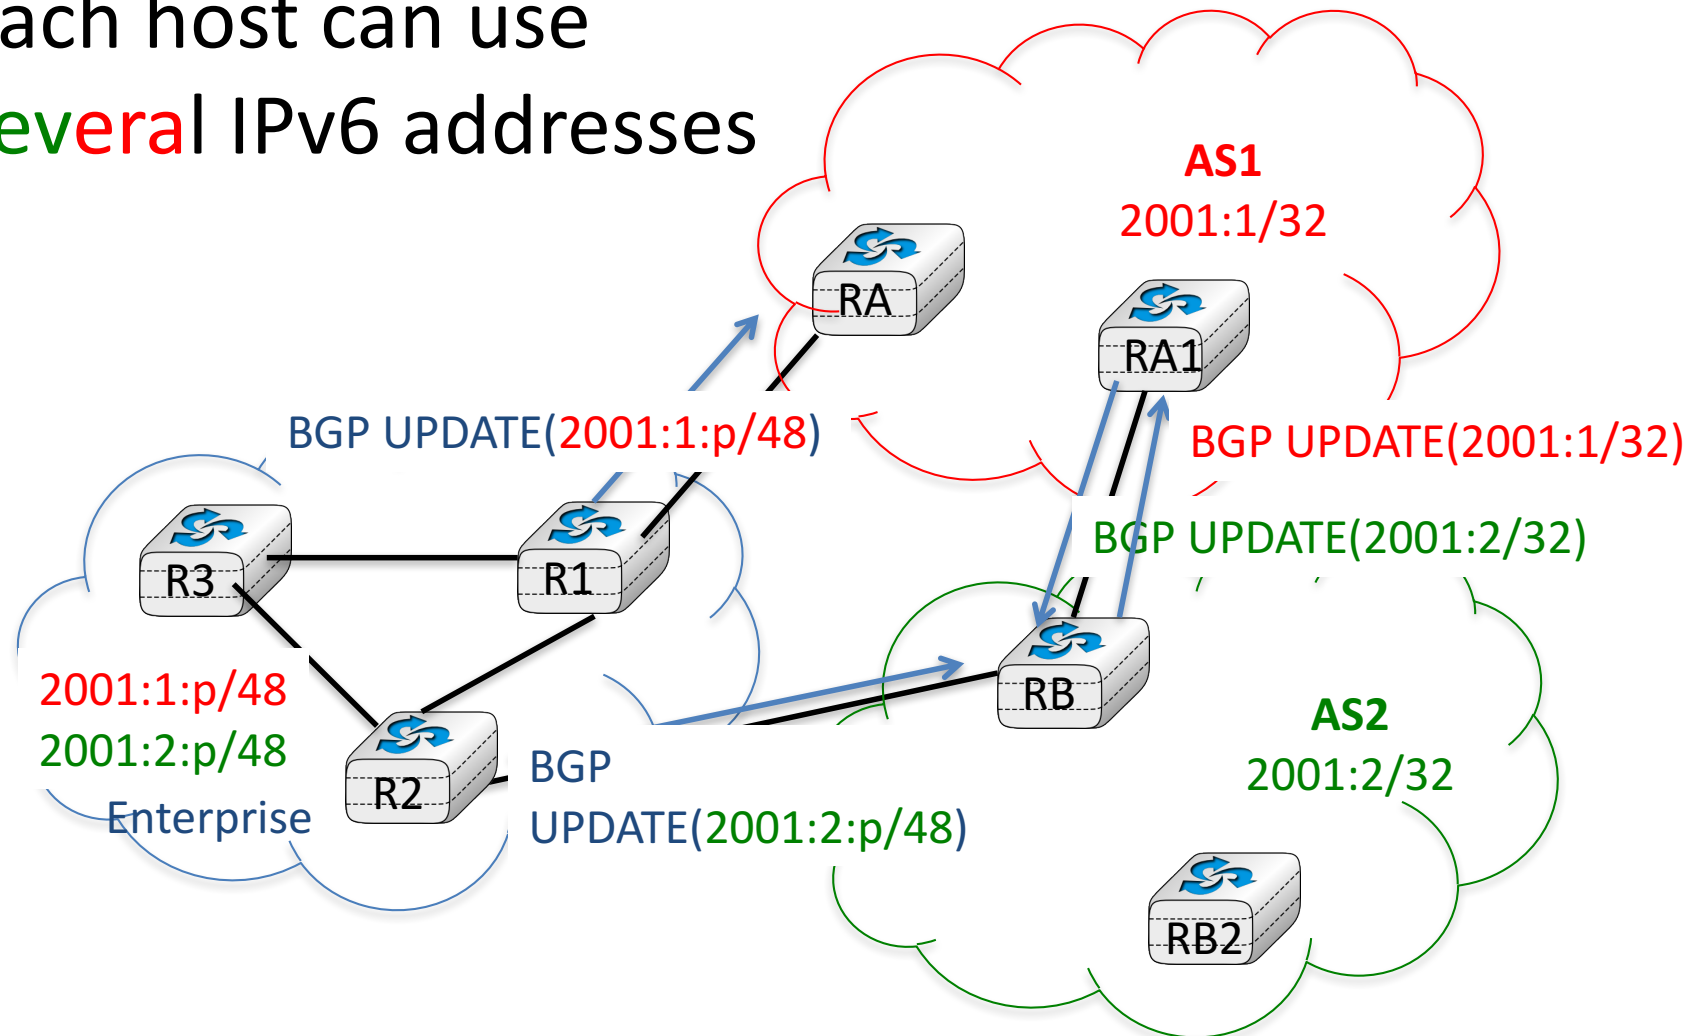 ach host can use
everal IPv6 addresses
AS1
2001:1/32
RA
RA1
BGP UPDATE(2001:1:p/48)
BGP UPDATE(2001:1/32)
BGP UPDATE(2001:2/32)
R3
R1
2001:1:p/48
2001:2:p/48
Enterprise
R2
BGP
UPDATE(2001:2:p/48)
RB
AS2
2001:2/32
RB2